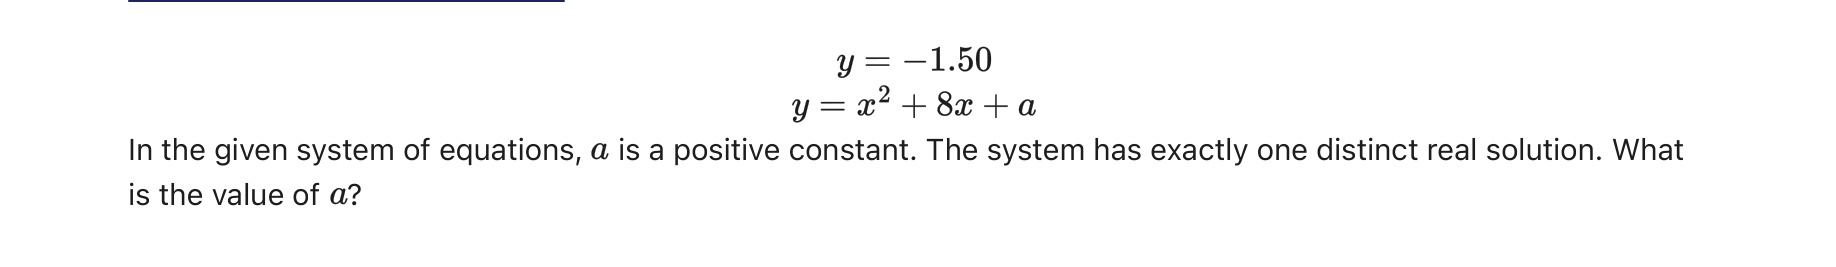 y = −1.50
y = x² + 8x + a
In the given system of equations, a is a positive constant. The system has exactly one distinct real solution. What
is the value of a?